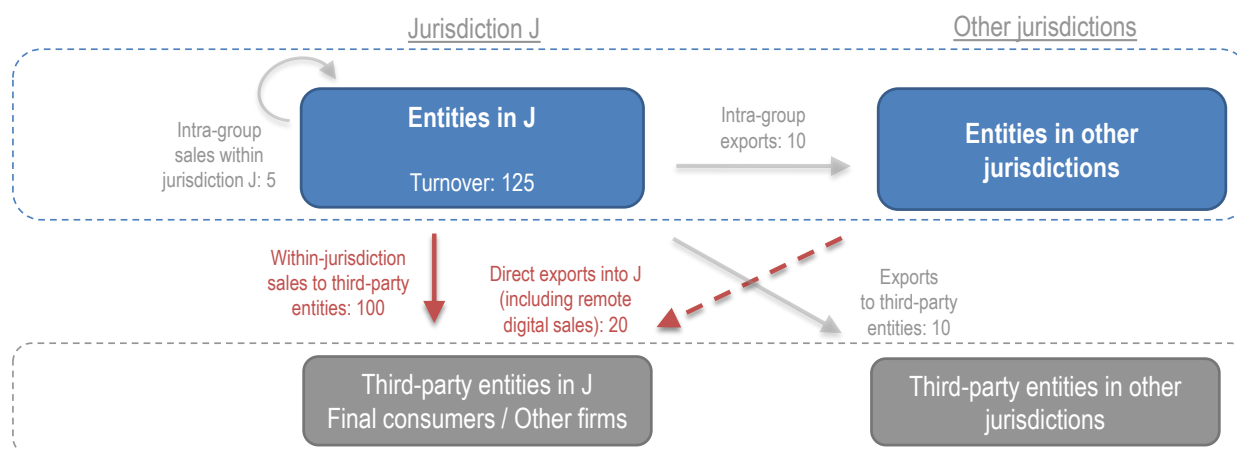 Jurisdiction J
Other jurisdictions
Entities in J
Turnover: 125
Intra-group
sales within
jurisdiction J: 5
Intra-group
exports: 10
Entities in other
jurisdictions
Within-jurisdiction
sales to third-party
entities: 100
Direct exports into J
(including remote
digital sales): 20
Exports
to third-party
entities: 10
Third-party entities in J
Final consumers / Other firms
Third-party entities in other
jurisdictions